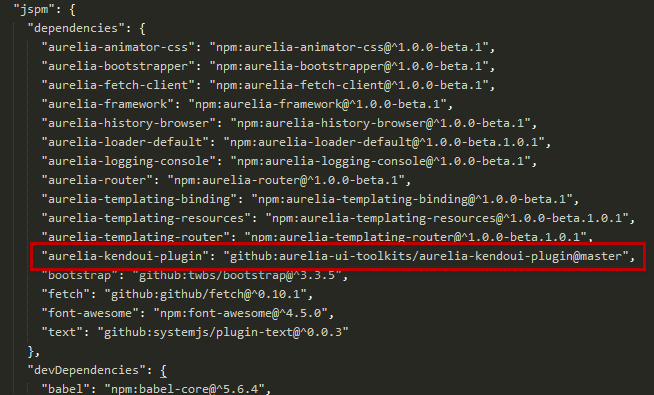 "jspm": {
"dependencies": {
"aurelia-animator-css": "npm:aurelia-animator-css@^1.0.0-beta.1",
"aurelia-bootstrapper": "npm:aurelia-bootstrapper@^1.0.0-beta.1",
"aurelia-fetch-client": "npm:aurelia-fetch-client@^1.0.0-beta.1",
"aurelia-framework": "npm:aurelia-framework@^1.0.0-beta.1",
"aurelia-history-browser": "npm:aurelia-history-browser@^1.0.0-beta.1",
"aurelia-loader-default": "npm:aurelia-loader-default@^1.0.0-beta.1.0.1",
"aurelia-logging-console": "npm:aurelia-logging-console@^1.0.0-beta.1",
"aurelia-router": "npm:aurelia-router@^1.0.0-beta.1",
"aurelia-templating-binding": "npm:aurelia-templating-binding@^1.0.0-beta.1",
"aurelia-templating-resources": "npm:aurelia-templating-resources@^1.0.0-beta.1.0.1",
"aurelia-templating-router": "npm:aurelia-templating-router@^1.0.0-beta.1.0.1",
"aurelia-kendoui-plugin": "github:aurelia-ui-toolkits/aurelia-kendoui-plugin@master",
"bootstrap": "github:twbs/bootstrap@^3.3.5",
"fetch": "github:github/fetch@^0.10.1",
"font-awesome": "npm:font-awesome@^4.5.0",
"text": "github:systemjs/plugin-text@^0.0.3"
},
"devDependencies": {
"babel": "npm:babel-core@^5.6.4",